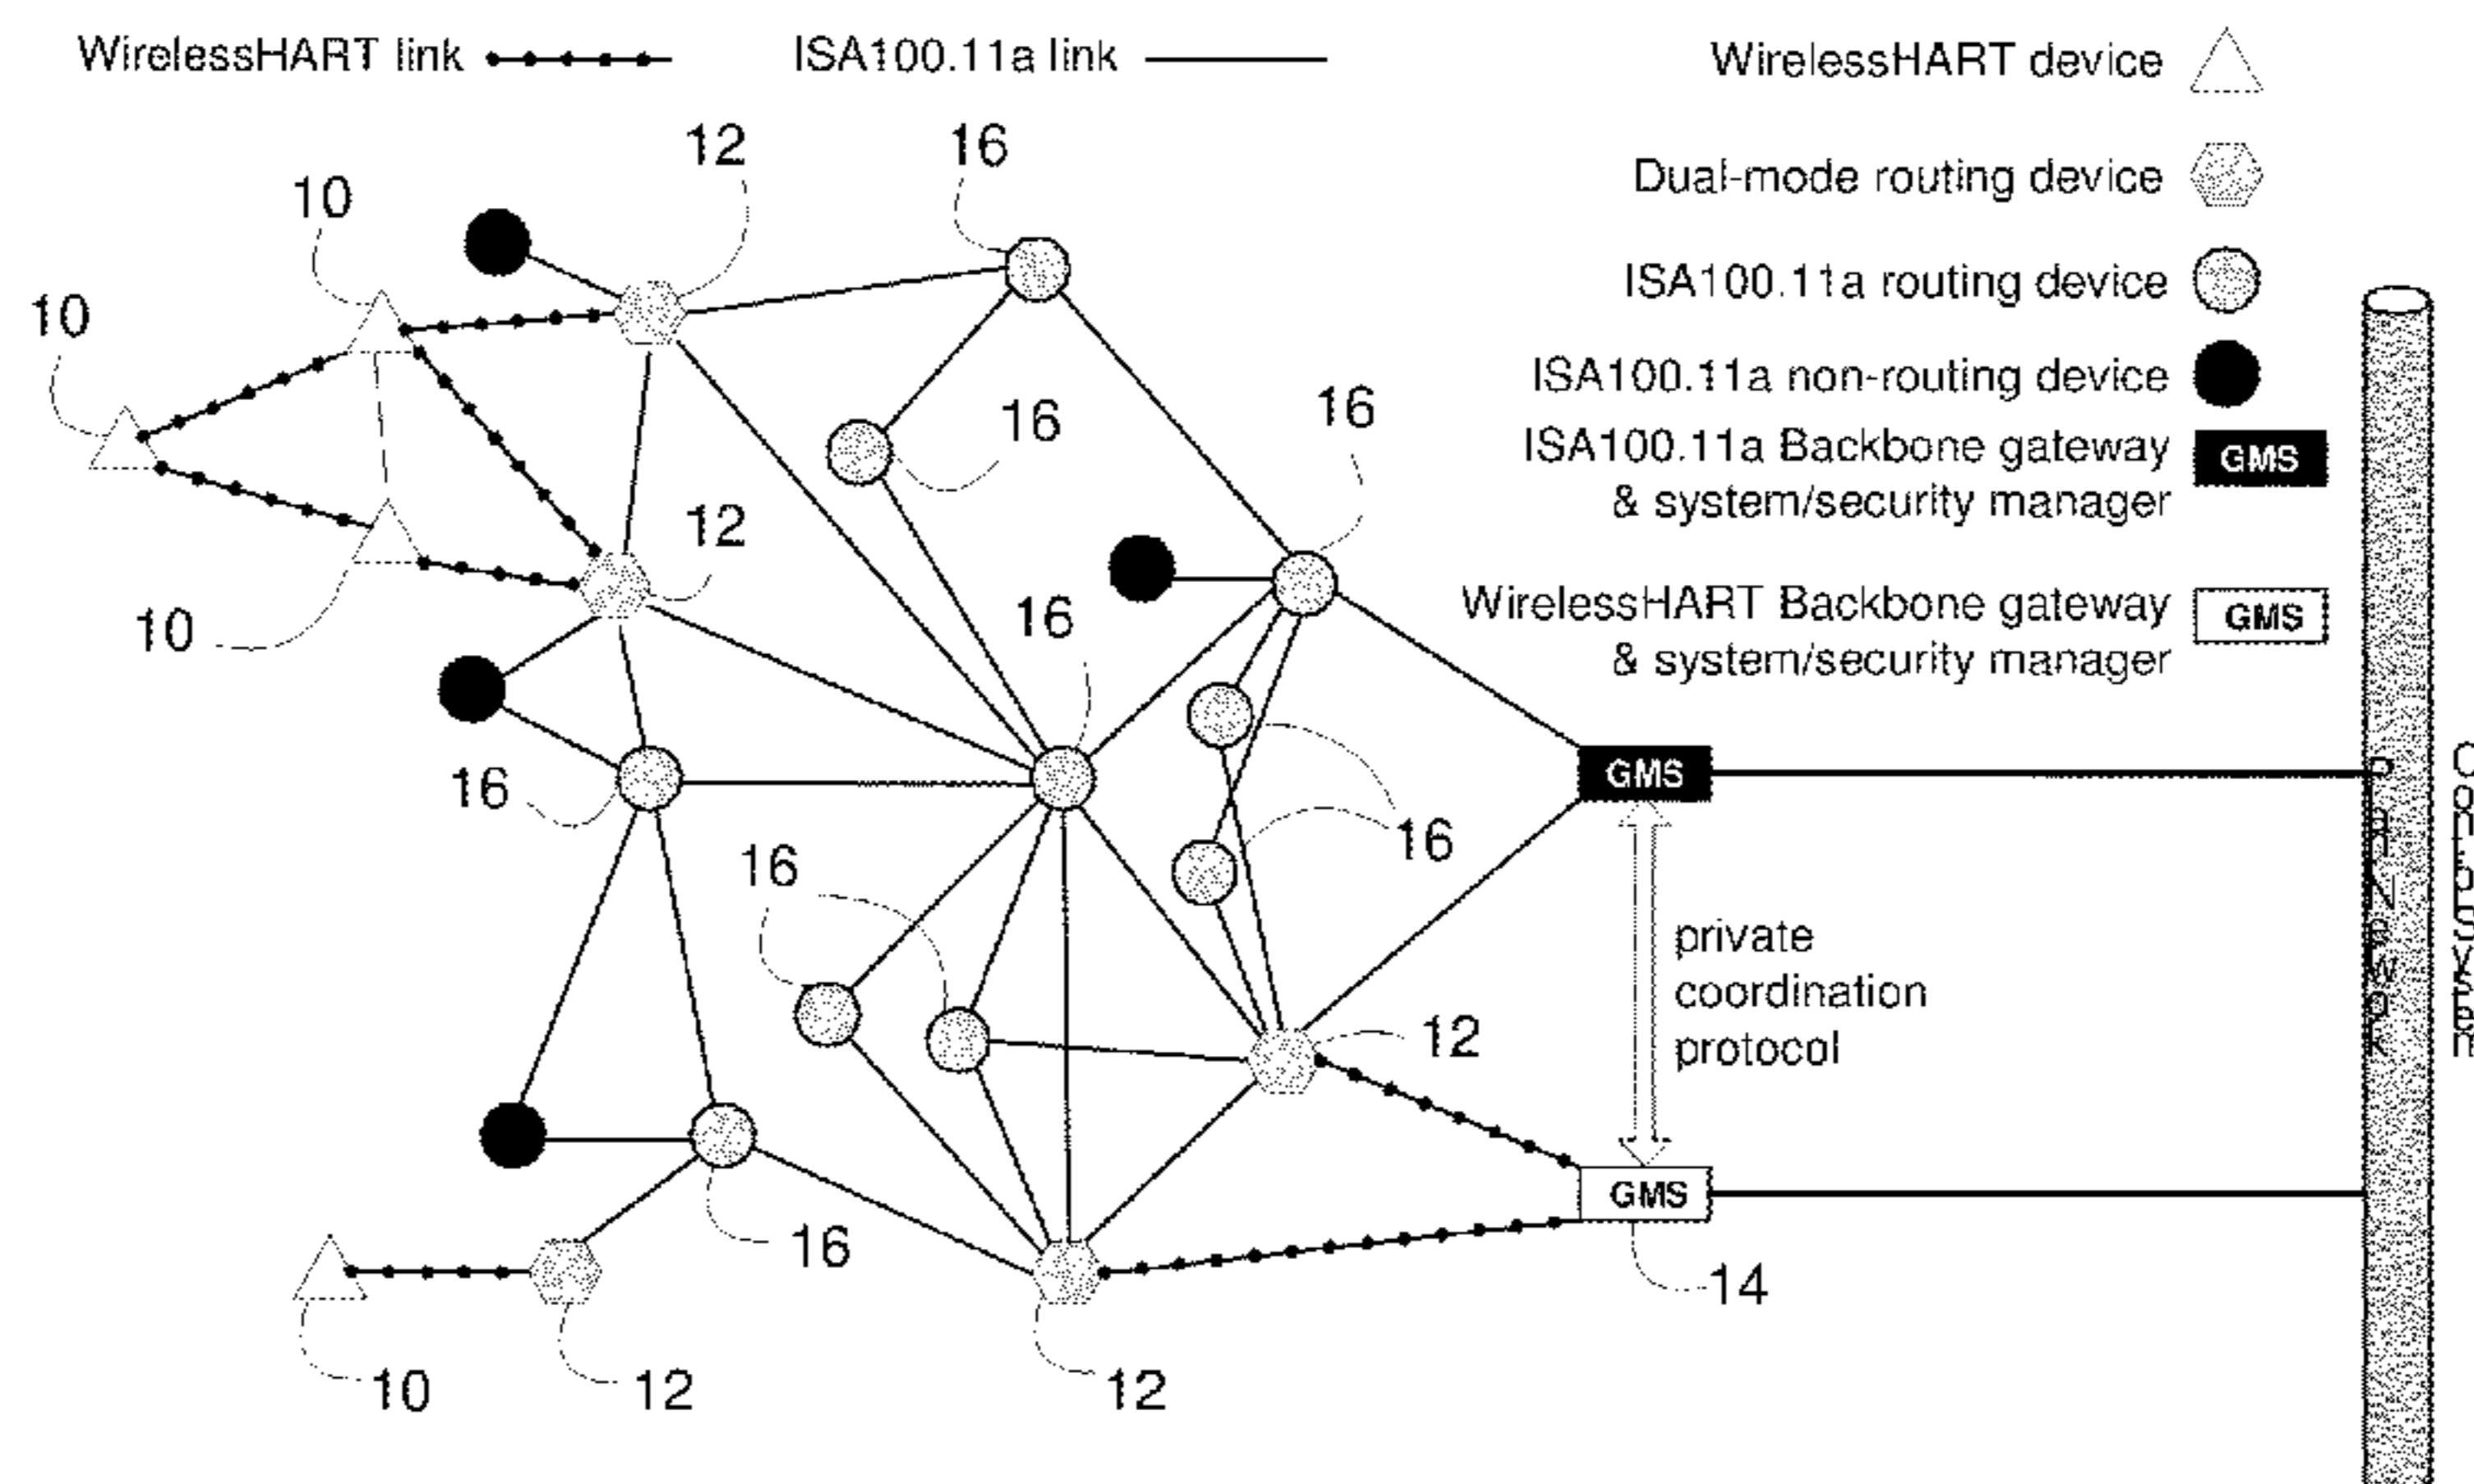 WirelessHART link
ISA100.11a link
WirelessHART device
Dual-mode routing device
ISA100.11a routing device
ISA100.11a non-routing device
ISA100.11a Backbone gateway
& system/security manager
GMS
WirelessHART Backbone gateway
& system/security manager
GMS
12
16
10
10
16
16
12
10
16
16
16
16
12
16
10
12
12
14
GMS
private
coordination
protocol
GMS